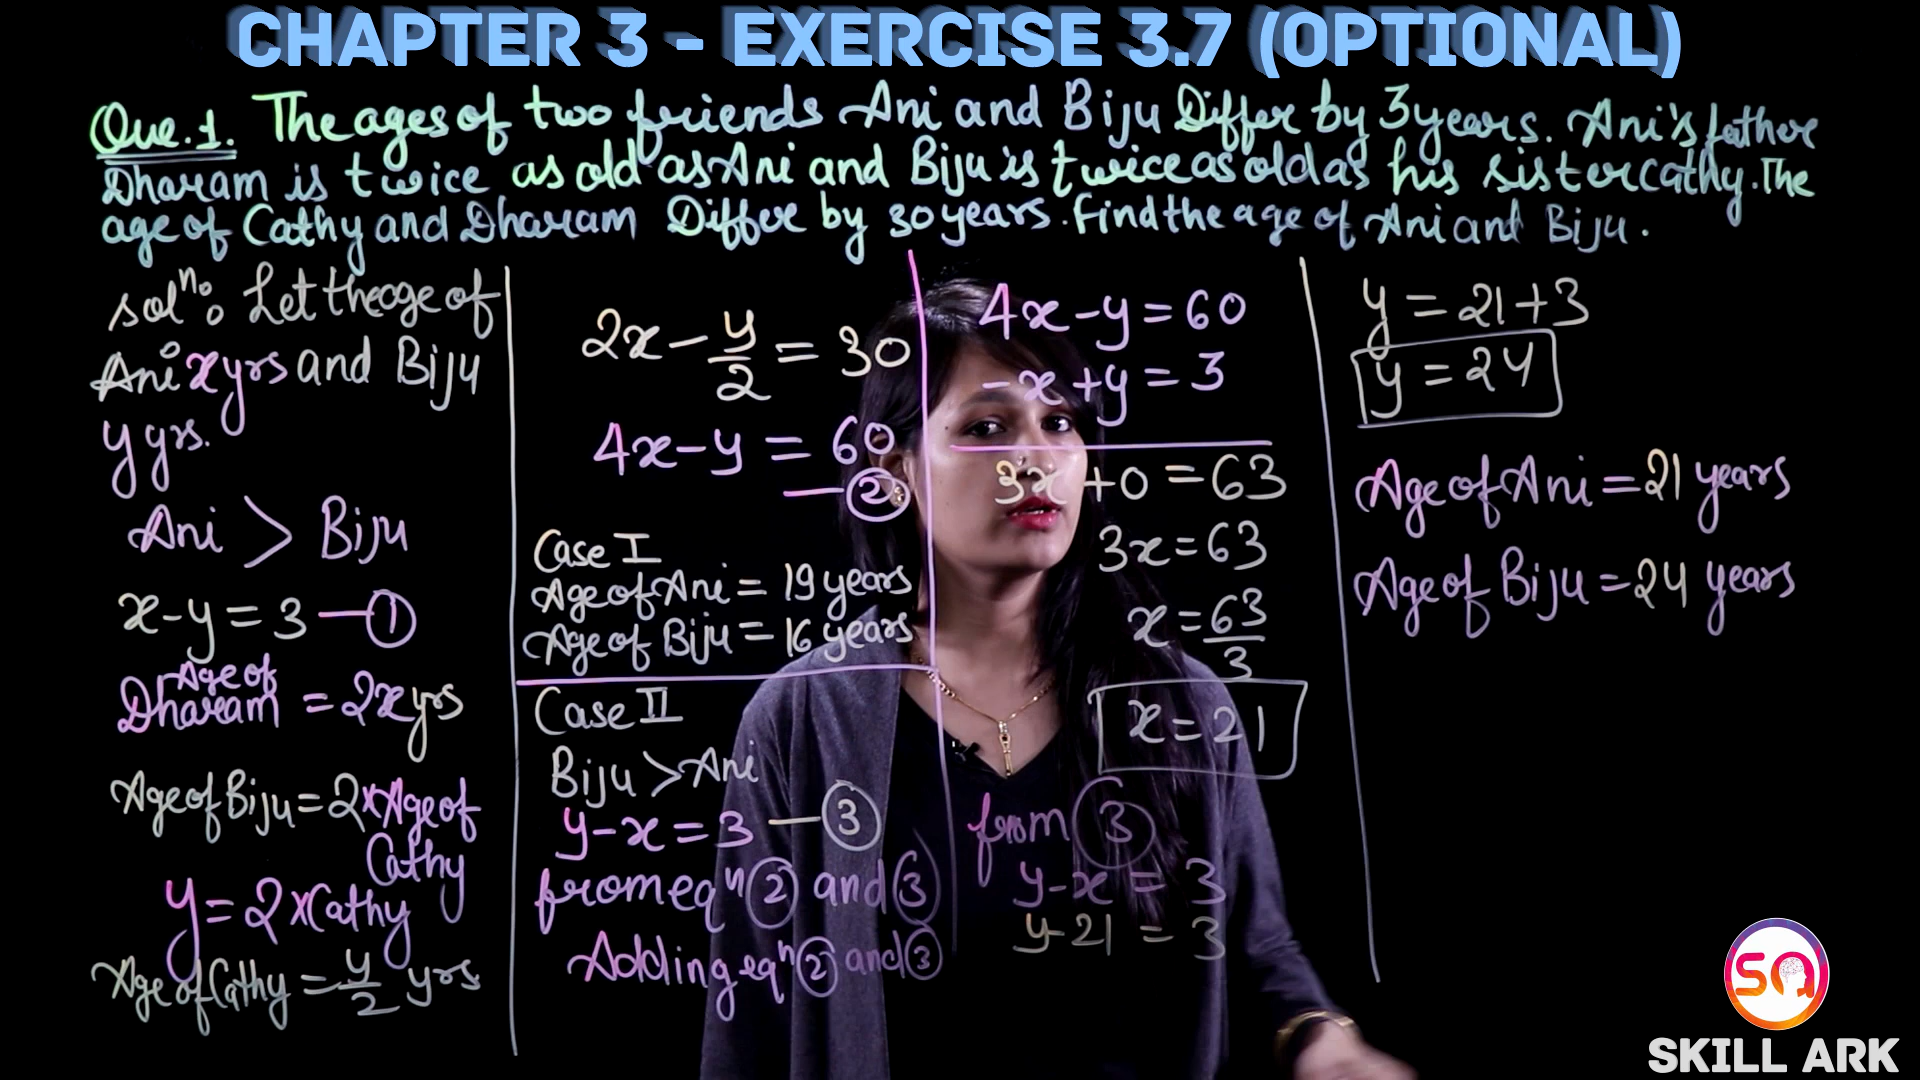 CHAPTER 3 - EXERCISE 3.7 (OPTIONAL)
Que.1. The ages of two friends Ani and Biju Differ by 3 years. Ani's father
Dharam is twice as old as Ani and Biju is twice as old as his sister Cathy. The
age of Cathy and Dharam Differ by 30 years. Find the age of Ani and Biju.
solⁿ: Let the age of
Ani x yrs and Biju
y yrs.
Ani > Biju
x-y = 3 — ①
Age of
Dharam = 2x yrs
Age of Biju = 2×Age of
Cathy
y = 2×Cathy
Age of Cathy = y/2 yrs
2x - y/2 = 30
4x-y = 60
— ②
Case I
Age of Ani = 19 years
Age of Biju = 16 years
Case II
Biju > Ani
y-x = 3 — ③
from eqⁿ ② and ③
Adding eqⁿ ② and ③
4x-y = 60
-x+y = 3
3x+0 = 63
3x = 63
x = 63/3
x = 21
from ③
y-x = 3
y-21 = 3
y = 21+3
y = 24
Age of Ani = 21 years
Age of Biju = 24 years
SA
SKILL ARK